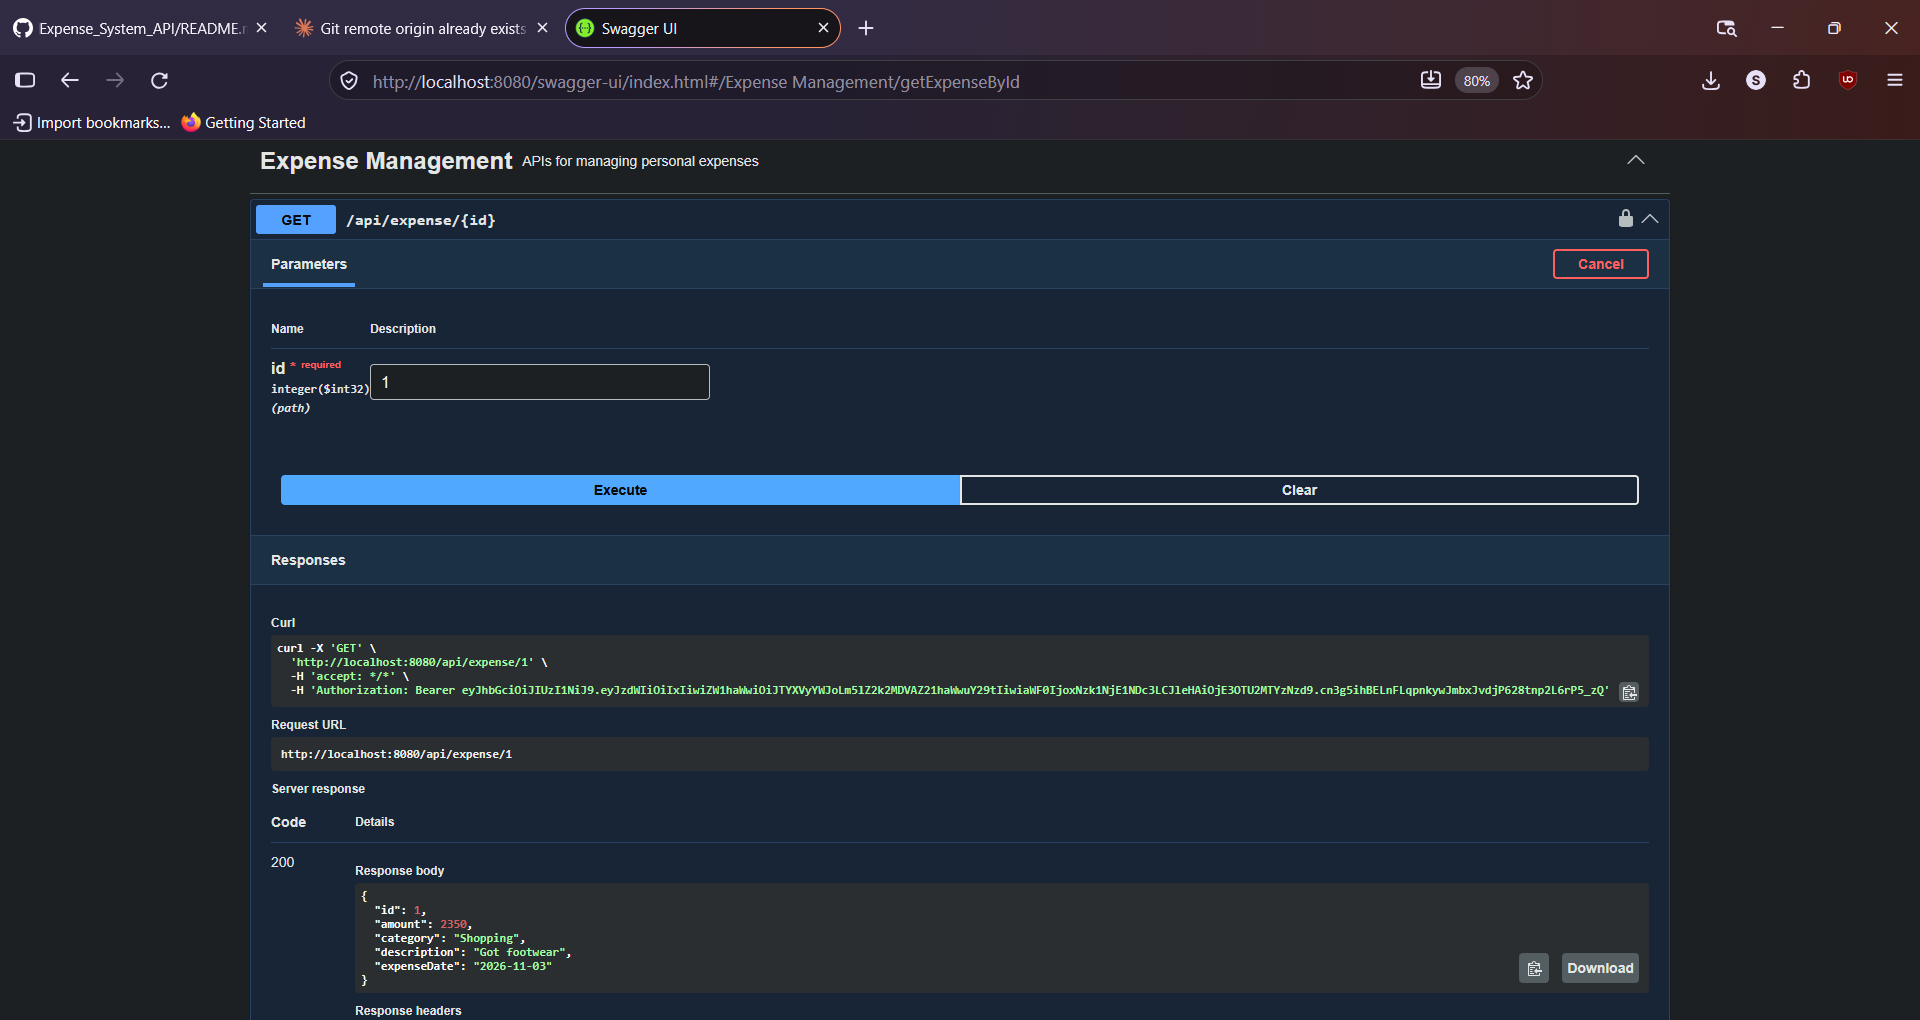 Expense_System_API/README.r
Git remote origin already exists
Swagger UI
http://localhost:8080/swagger-ui/index.html#/Expense Management/getExpenseById
80%
S
Import bookmarks...
Getting Started
Expense Management APIs for managing personal expenses
GET /api/expense/{id}
Parameters
Cancel
Name Description
id * required
integer($int32)
(path)
1
Execute
Clear
Responses
Curl
curl -X 'GET' \
'http://localhost:8080/api/expense/1' \
-H 'accept: */*' \
-H 'Authorization: Bearer
Request URL
http://localhost:8080/api/expense/1
Server response
Code Details
200
Response body
{
"id": 1,
"amount": 2350,
"category": "Shopping",
"description": "Got footwear",
"expenseDate": "2026-11-03"
}
Download
Response headers